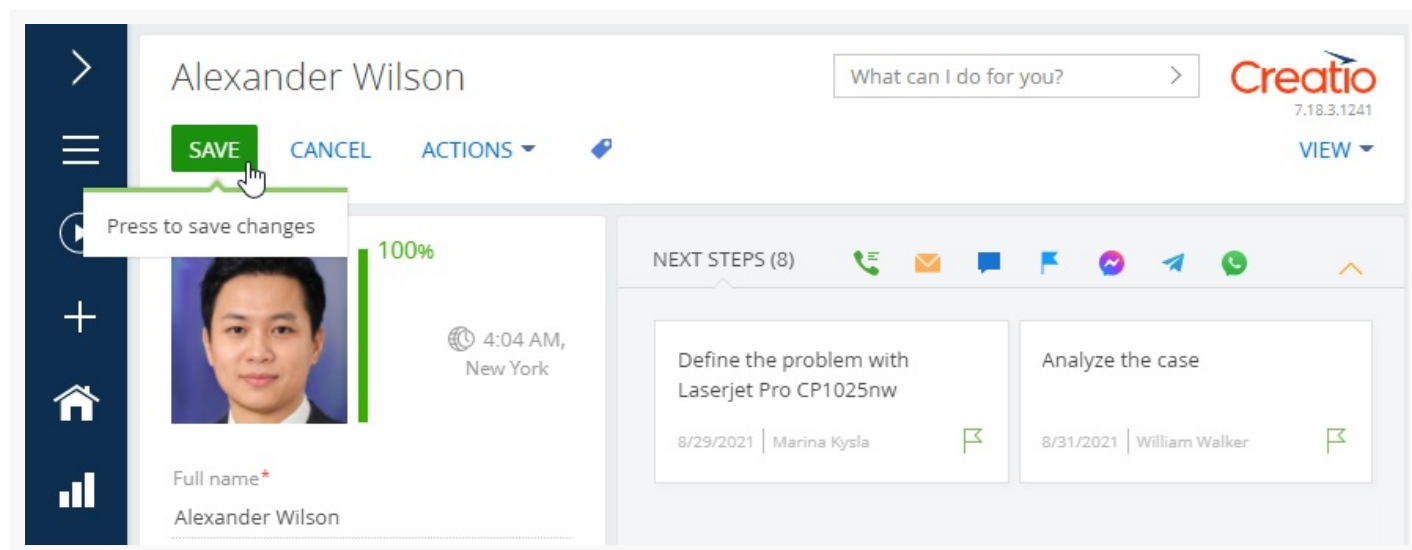 Alexander Wilson
What can I do for you?
Creatio
7.18.3.1241
SAVE
CANCEL
ACTIONS
VIEW
Press to save changes
100%
4:04 AM,
New York
NEXT STEPS (8)
Define the problem with
Laserjet Pro CP1025nw
8/29/2021 | Marina Kysla
Analyze the case
8/31/2021 | William Walker
Full name*
Alexander Wilson